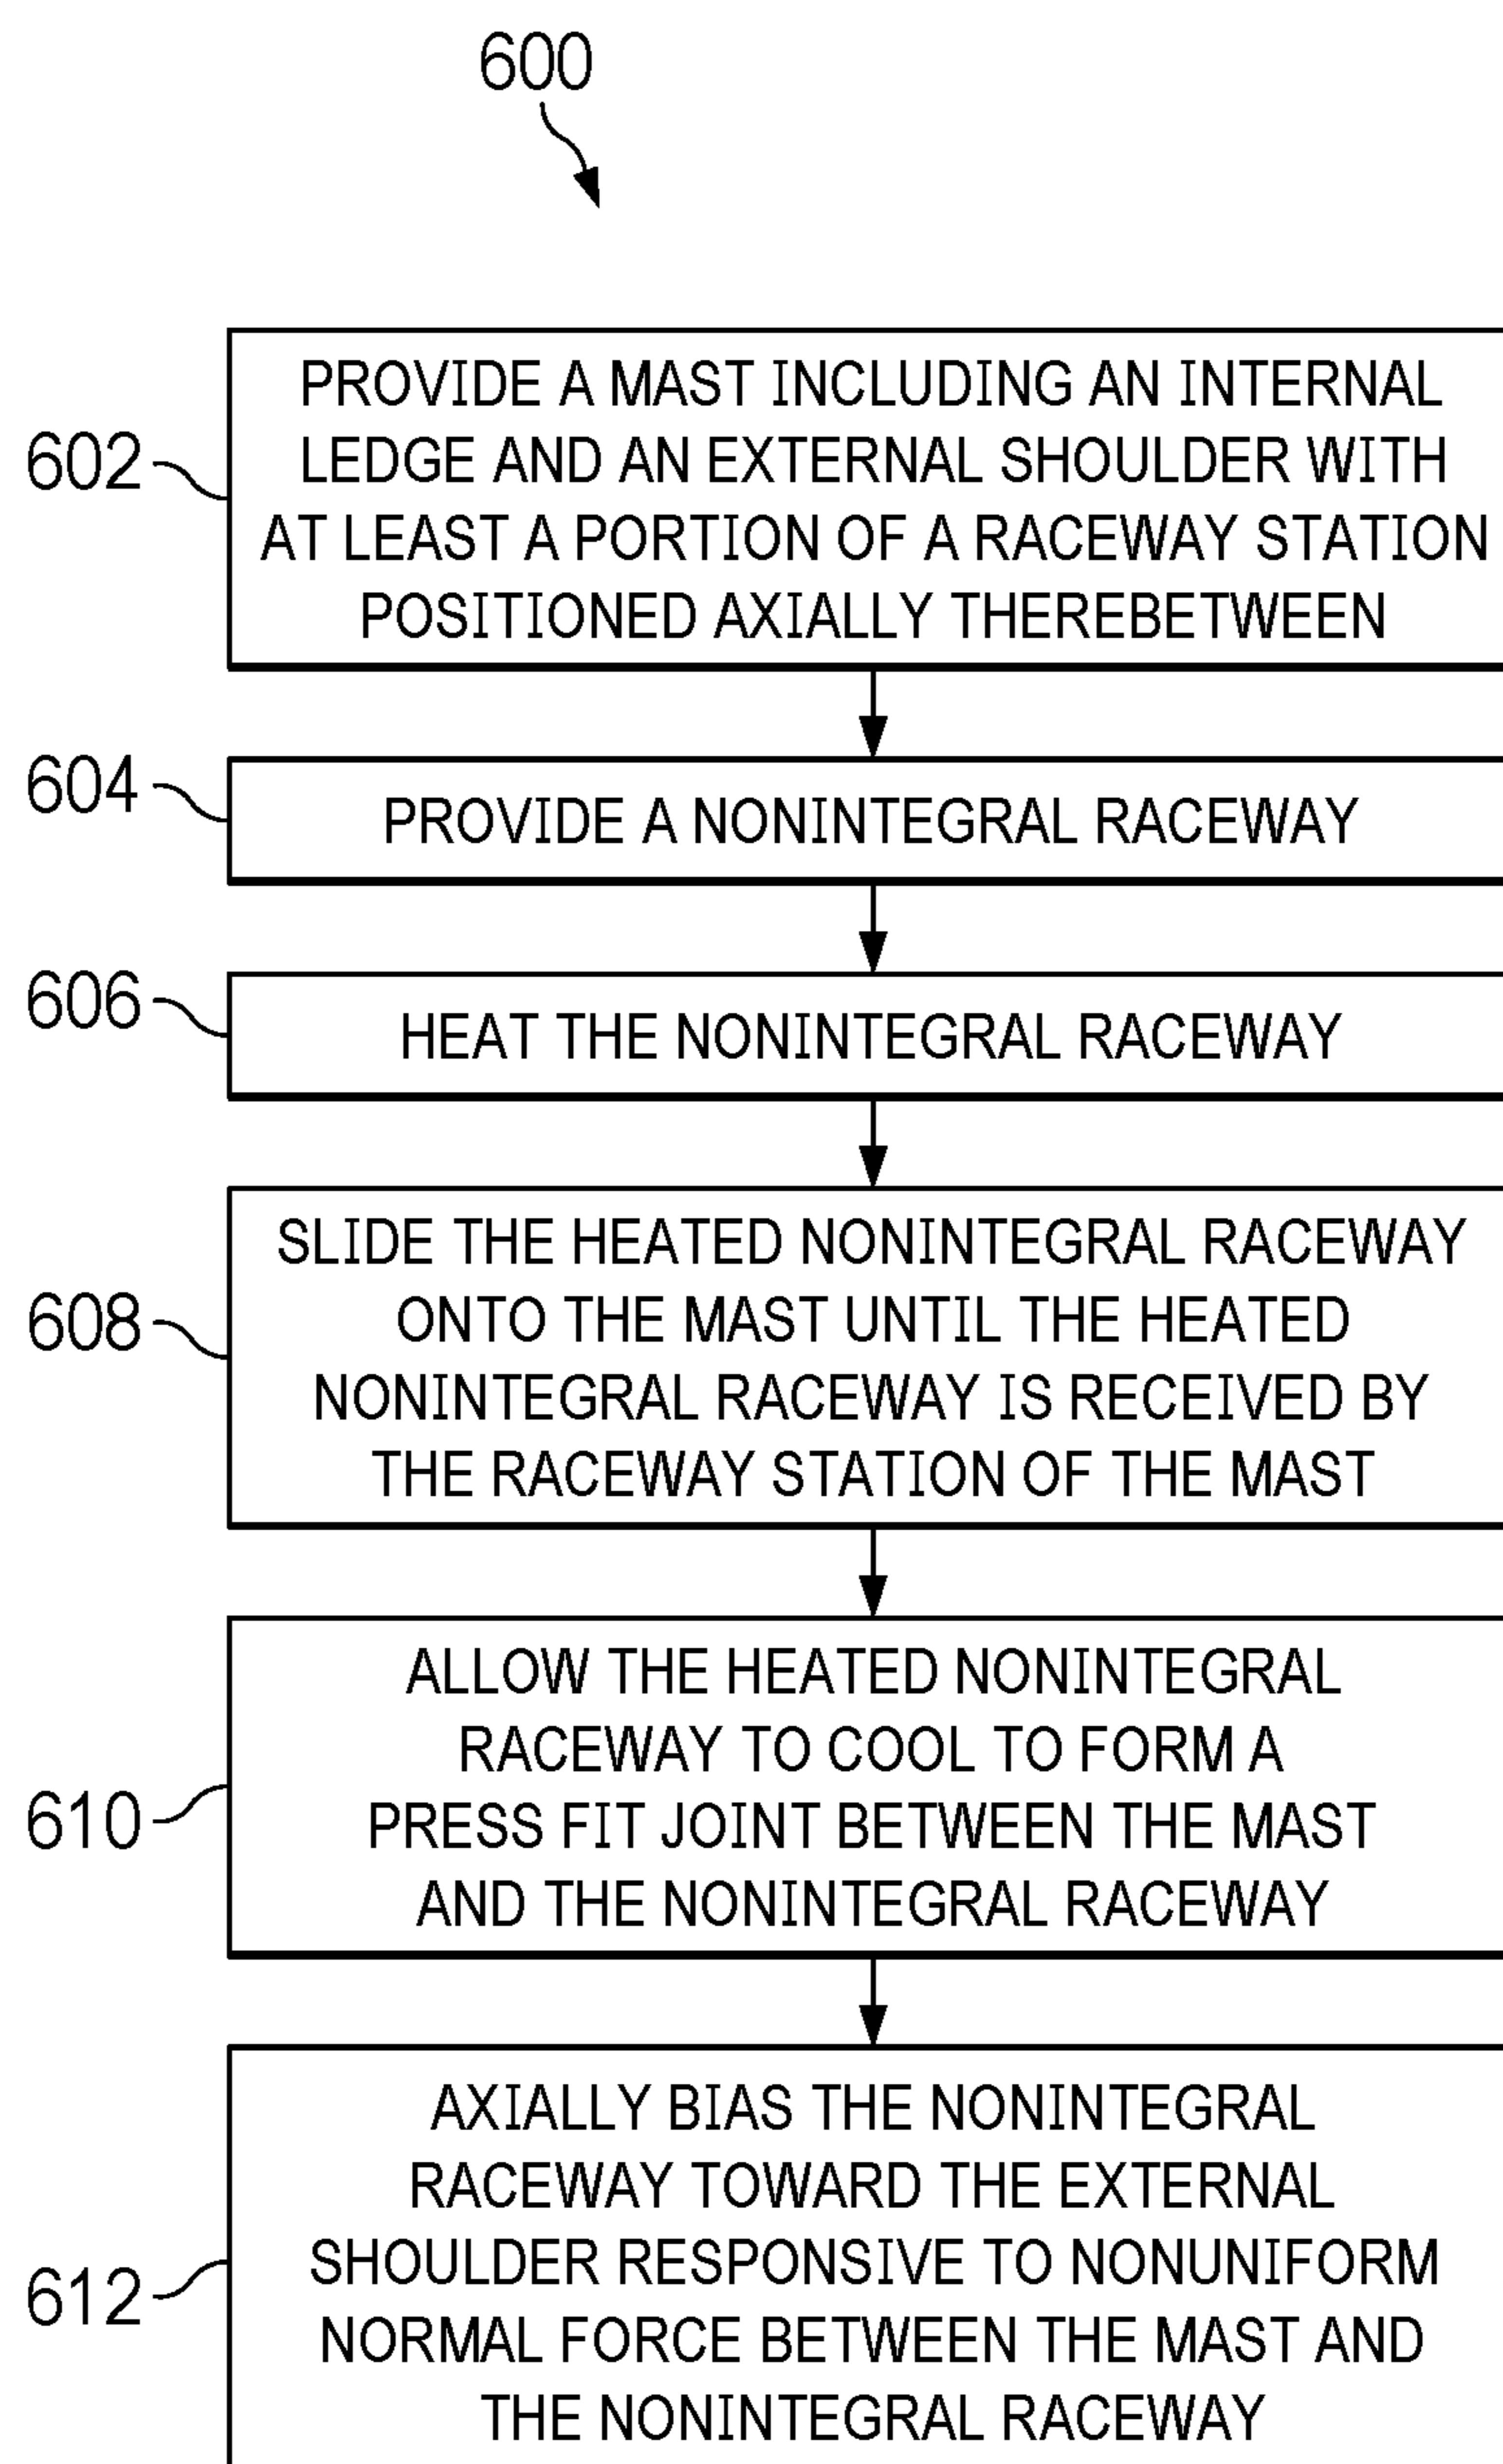 600
602
PROVIDE A MAST INCLUDING AN INTERNAL
LEDGE AND AN EXTERNAL SHOULDER WITH
AT LEAST A PORTION OF A RACEWAY STATION
POSITIONED AXIALLY THEREBETWEEN
604
PROVIDE A NONINTEGRAL RACEWAY
606
HEAT THE NONINTEGRAL RACEWAY
608
SLIDE THE HEATED NONINTEGRAL RACEWAY
ONTO THE MAST UNTIL THE HEATED
NONINTEGRAL RACEWAY IS RECEIVED BY
THE RACEWAY STATION OF THE MAST
610
ALLOW THE HEATED NONINTEGRAL
RACEWAY TO COOL TO FORM A
PRESS FIT JOINT BETWEEN THE MAST
AND THE NONINTEGRAL RACEWAY
612
AXIALLY BIAS THE NONINTEGRAL
RACEWAY TOWARD THE EXTERNAL
SHOULDER RESPONSIVE TO NONUNIFORM
NORMAL FORCE BETWEEN THE MAST AND
THE NONINTEGRAL RACEWAY